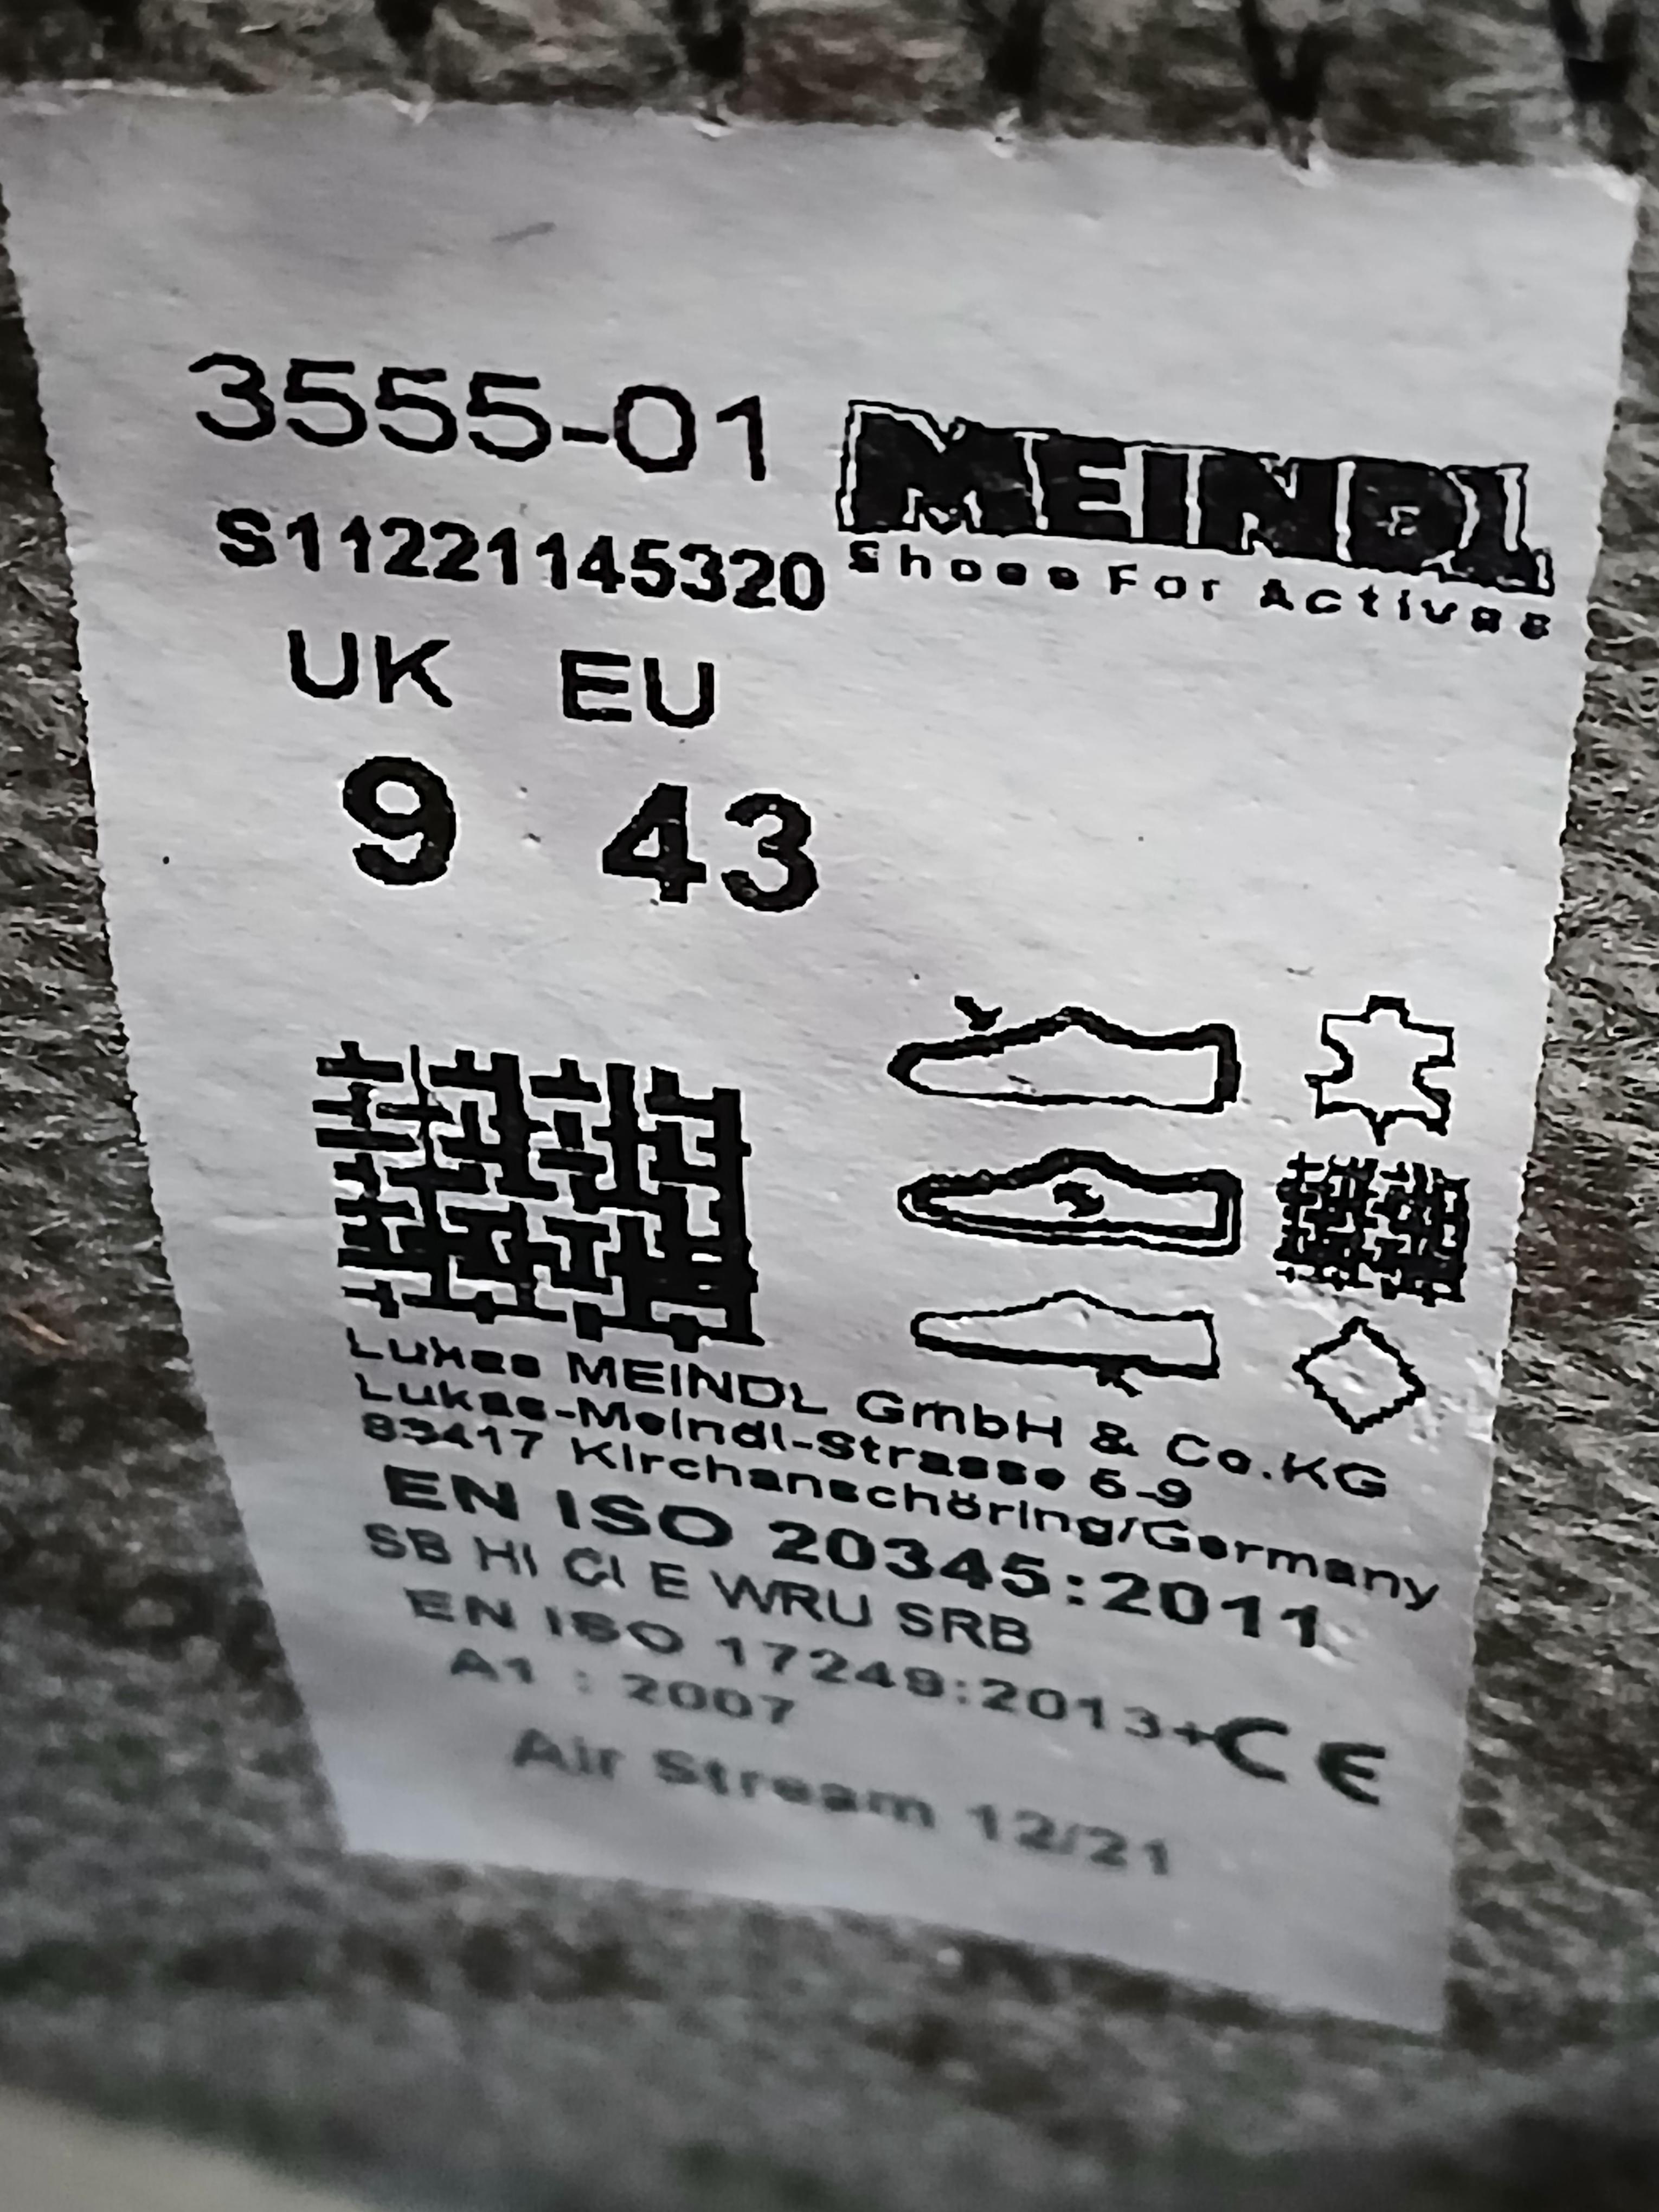 3555-01
MEINDL
Shoes For Actives
S11221145320
UK EU
9 43
Lukas MEINDL GmbH & Co.KG
Lukas-Meindl-Strasse 5-9
83417 Kirchanschöring/Germany
EN ISO 20345:2011
SB HI CI E WRU SRB
EN ISO 17249:2013+
A1 : 2007
CE
Air Stream 12/21